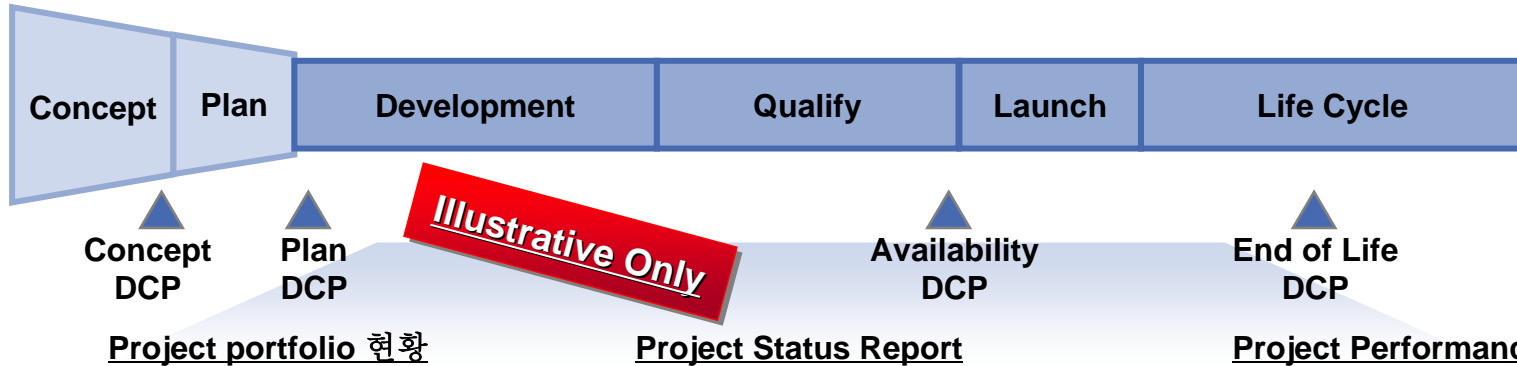 Concept
Plan
Development
Qualify
Launch
Life Cycle
Illustrative Only
Concept
DCP
Plan
DCP
Availability
DCP
End of Life
DCP
Project portfolio 현황
Project Status Report
Project